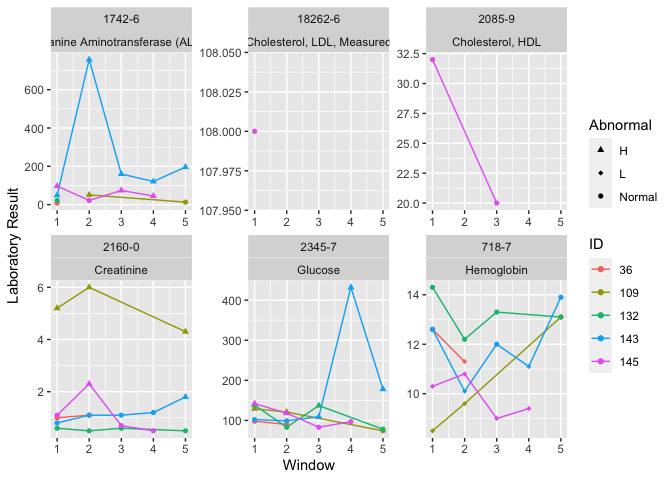 1742-6
18262-6
2085-9
anine Aminotransferase (AL
Cholesterol, LDL, Measured
Cholesterol, HDL
600
400
200
0
108.050
108.025
108.000
107.975
107.950
32.5
30.0
27.5
25.0
22.5
20.0
1 2 3 4 5
1 2 3 4 5
1 2 3 4 5
2160-0
2345-7
718-7
Creatinine
Glucose
Hemoglobin
6
4
2
400
300
200
100
14
12
10
1 2 3 4 5
1 2 3 4 5
1 2 3 4 5
Laboratory Result
Window
Abnormal
H
L
Normal
ID
36
109
132
143
145